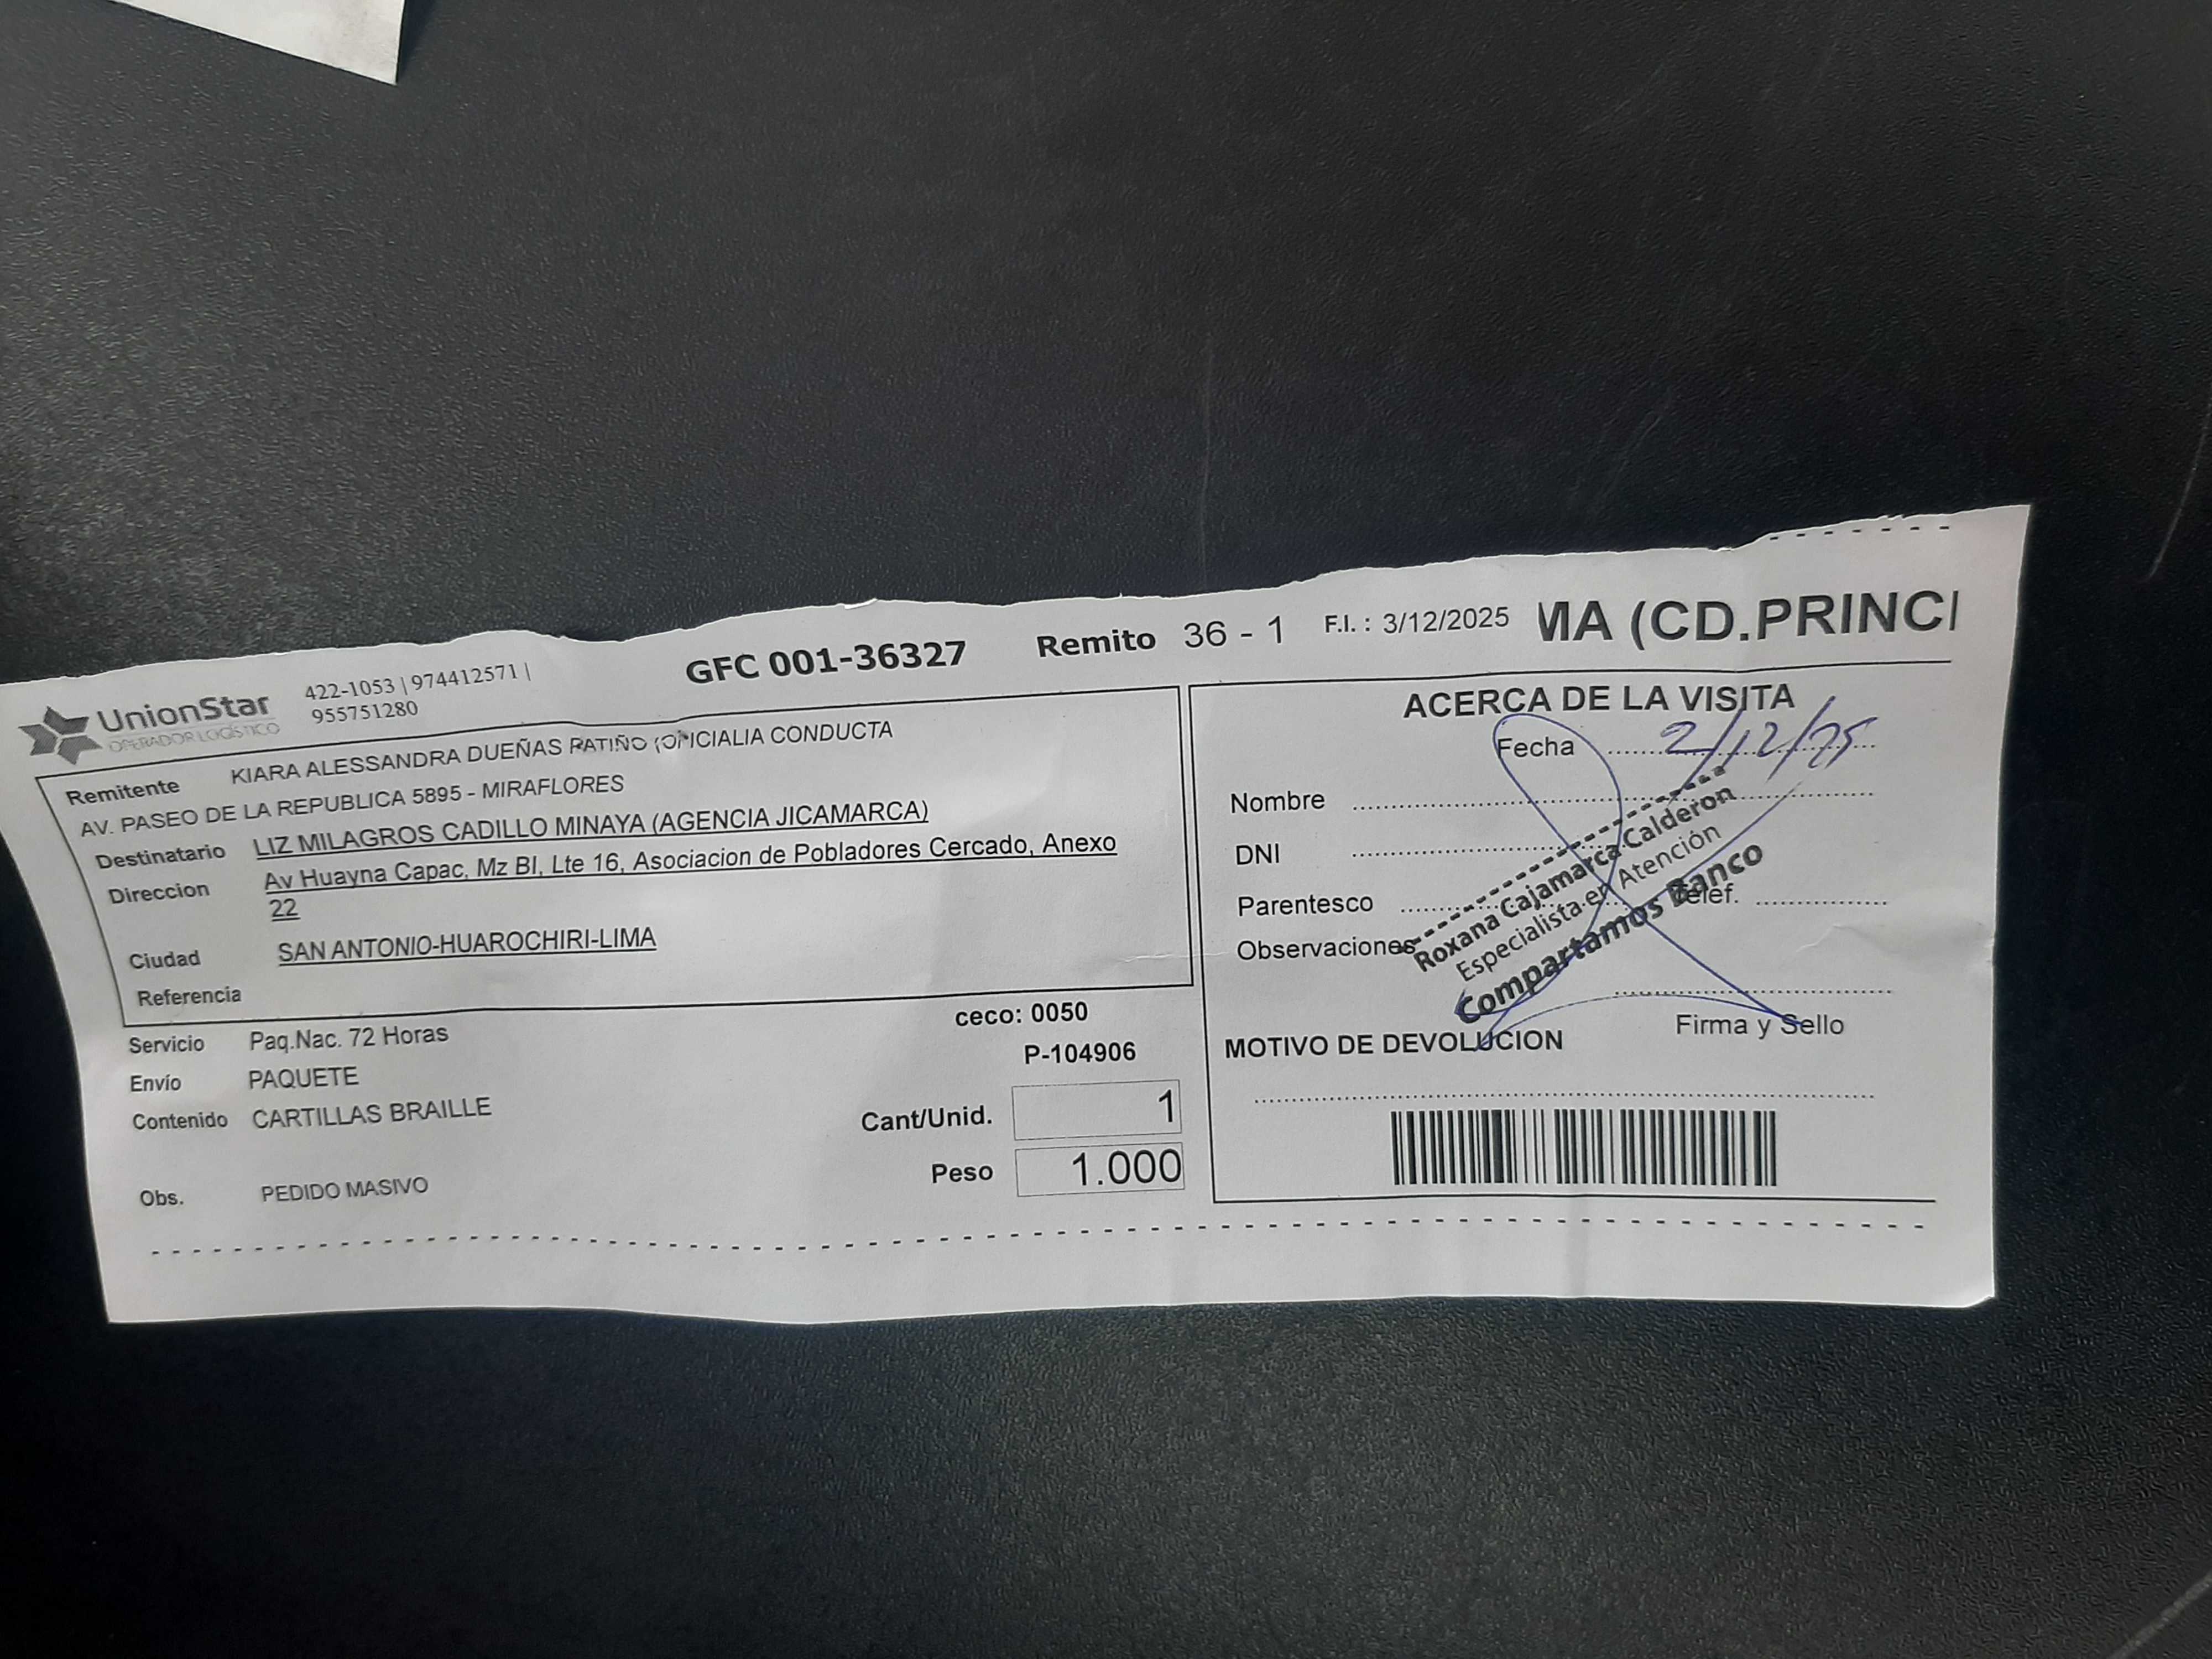 UnionStar
OPERADOR LOGÍSTICO
422-1053 | 974412571 |
955751280
GFC 001-36327
Remito 36 - 1
F.I. : 3/12/2025
MA (CD.PRINCI
Remitente KIARA ALESSANDRA DUEÑAS PATIÑO (OFICIALIA CONDUCTA
AV. PASEO DE LA REPUBLICA 5895 - MIRAFLORES
Destinatario LIZ MILAGROS CADILLO MINAYA (AGENCIA JICAMARCA)
Direccion Av Huayna Capac, Mz BI, Lte 16, Asociacion de Pobladores Cercado, Anexo
22
Ciudad SAN ANTONIO-HUAROCHIRI-LIMA
Referencia
Servicio Paq.Nac. 72 Horas
ceco: 0050
Envío PAQUETE
P-104906
Contenido CARTILLAS BRAILLE
Cant/Unid. 1
Peso 1.000
Obs. PEDIDO MASIVO
ACERCA DE LA VISITA
Fecha 2/12/25
Nombre
DNI
Parentesco
Telef.
Observaciones
Roxana Cajamarca Calderon
Especialista en Atención
Compartamos Banco
Firma y Sello
MOTIVO DE DEVOLUCION